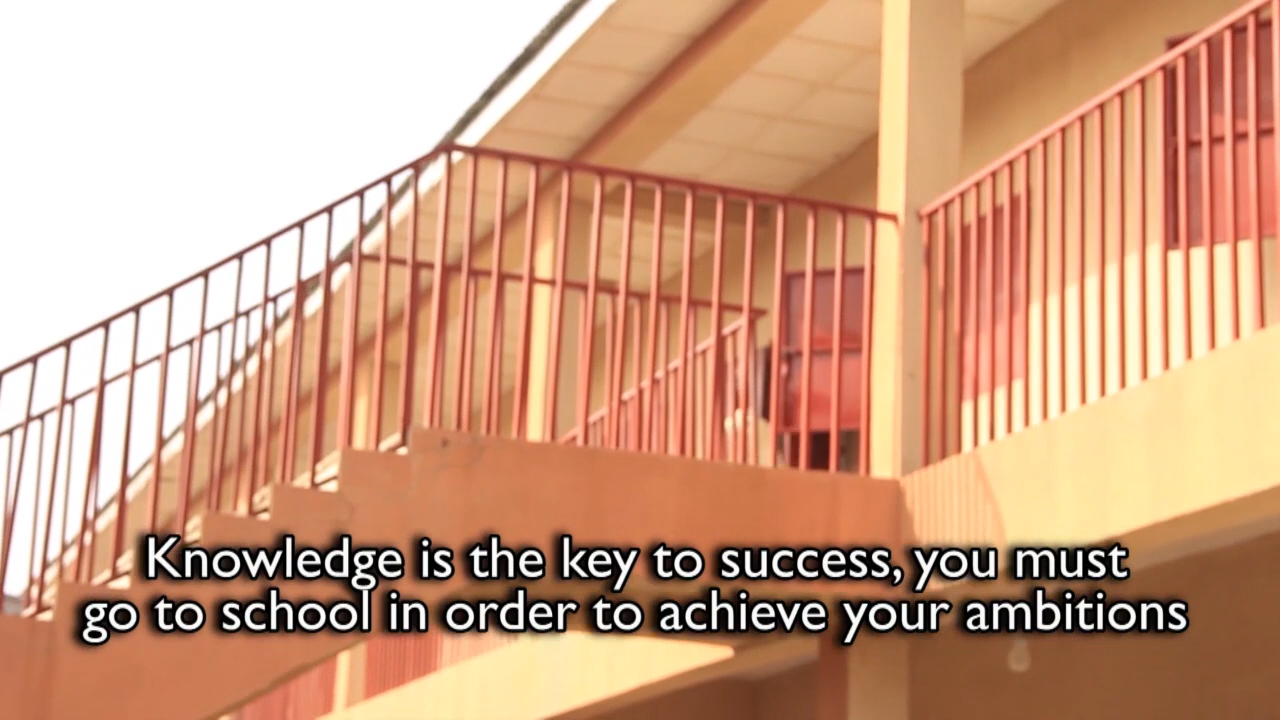 Knowledge is the key to success, you must
go to school in order to achieve your ambitions